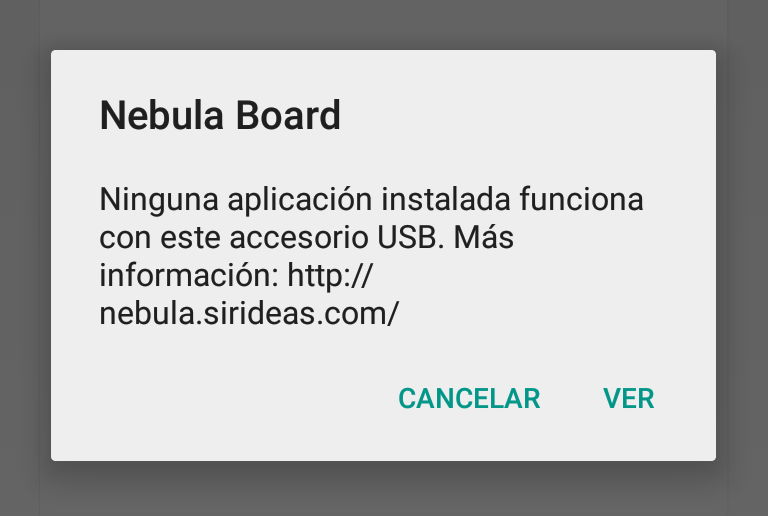 Nebula Board
Ninguna aplicación instalada funciona
con este accesorio USB. Más
información: http://
nebula.sirideas.com/
CANCELAR VER